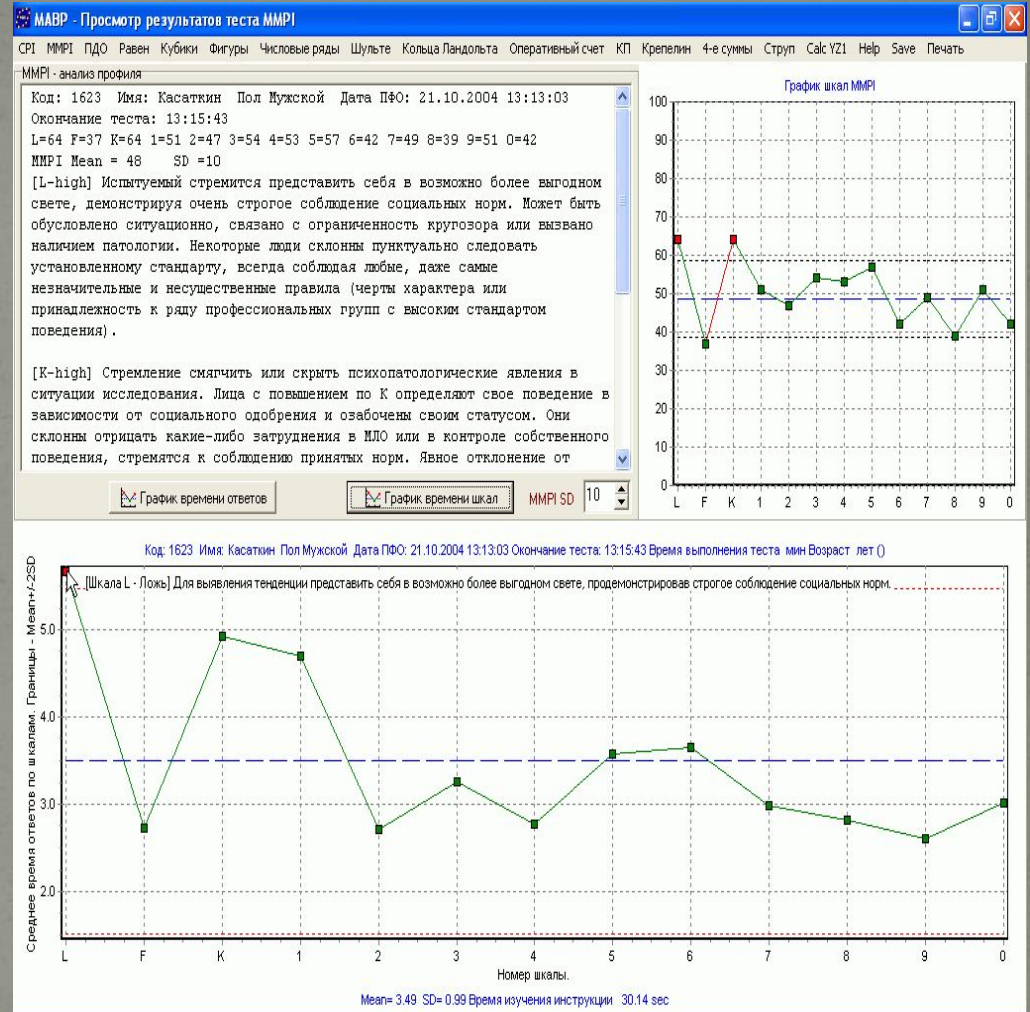 MABP - Просмотр результатов теста MMPI
CPI MMPI ПДО Равен Кубики Фигуры Числовые ряды Шульте Кольца Ландольта Оперативный счет КП Крепелин 4-е суммы Струп Calc YZ1 Help Save Печать
MMPI - анализ профиля
Код: 1623 Имя: Касаткин Пол Мужской Дата ПФО: 21.10.2004 13:13:03
Окончание теста: 13:15:43
L=64 F=37 K=64 1=51 2=47 3=54 4=53 5=57 6=42 7=49 8=39 9=51 0=42
MMPI Mean = 48 SD =10
[L-high] Испытуемый стремится представить себя в возможно более выгодном
свете, демонстрируя очень строгое соблюдение социальных норм. Может быть
обусловлено ситуационно, связано с ограниченность кругозора или вызвано
наличием патологии. Некоторые люди склонны пунктуально следовать
установленному стандарту, всегда соблюдая любые, даже самые
незначительные и несущественные правила (черты характера или
принадлежность к ряду профессиональных групп с высоким стандартом
поведения).
[K-high] Стремление смягчить или скрыть психопатологические явления в
ситуации исследования. Лица с повышением по К определяют свое поведение в
зависимости от социального одобрения и озабочены своим статусом. Они
склонны отрицать какие-либо затруднения в МЛО или в контроле собственного
поведения, стремятся к соблюдению принятых норм. Явное отклонение от
График времени ответов
График времени шкал
MMPI SD 10
График шкал MMPI
100
90
80
70
60
50
40
30
20
10
0
L F K 1 2 3 4 5 6 7 8 9 0
Код: 1623 Имя: Касаткин Пол Мужской Дата ПФО: 21.10.2004 13:13:03 Окончание теста: 13:15:43 Время выполнения теста мин Возраст лет ()
[Шкала L - Ложь] Для выявления тенденции представить себя в возможно более выгодном свете, продемонстрировав строгое соблюдение социальных норм.
Среднее время ответов по шкалам. Границы - Mean+/-2SD
5.0
4.0
3.0
2.0
L F K 1 2 3 4 5 6 7 8 9 0
Номер шкалы.
Mean= 3.49 SD= 0.99 Время изучения инструкции 30.14 sec